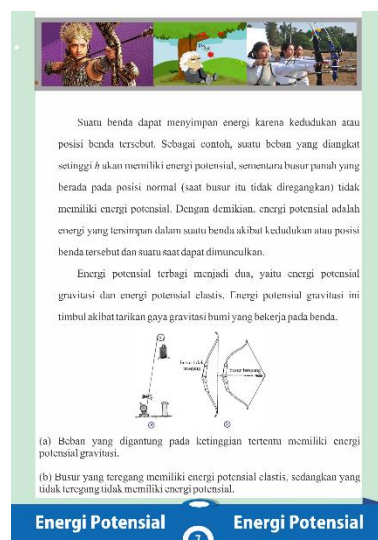 Suatu benda dapat menyimpan energi karena kedudukan atau
posisi benda tersebut. Sebagai contoh, suatu beban yang diangkat
setinggi h akan memiliki energi potensial, sementara busur panah yang
berada pada posisi normal (saat busur itu tidak diregangkan) tidak
memiliki energi potensial. Dengan demikian, energi potensial adalah
energi yang tersimpan dalam suatu benda akibat kedudukan atau posisi
benda tersebut dan suatu saat dapat dimunculkan.
Energi potensial terbagi menjadi dua, yaitu energi potensial
gravitasi dan energi potensial elastis. Energi potensial gravitasi ini
timbul akibat tarikan gaya gravitasi bumi yang bekerja pada benda.
busur tidak
teregang
busur teregang
a
b
(a) Beban yang digantung pada ketinggian tertentu memiliki energi
potensial gravitasi.
(b) Busur yang teregang memiliki energi potensial elastis, sedangkan yang
tidak teregang tidak memiliki energi potensial.
Energi Potensial
7
Energi Potensial